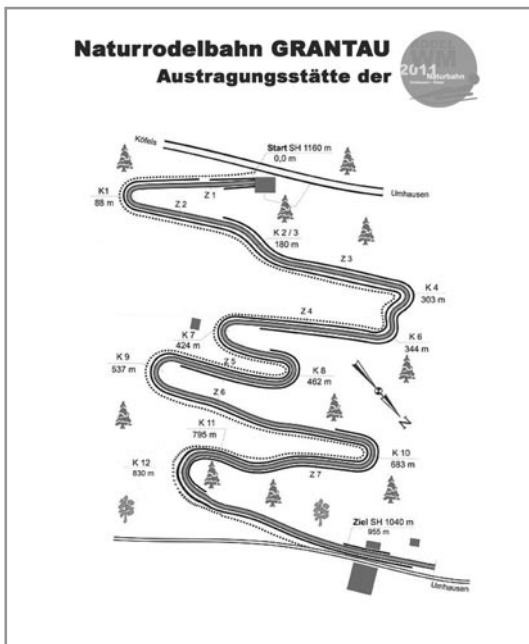 Naturrodelbahn GRANTAU
Austragungsstätte der
2011
Naturbahn
Köfels
Start SH 1160 m
0,0 m
Umhausen
K1
88 m
Z 1
Z 2
K 2 / 3
180 m
Z 3
K 4
303 m
Z 4
K 7
424 m
K 6
344 m
Z 5
K 9
537 m
K 8
462 m
Z 6
N
K 11
795 m
K 10
683 m
K 12
830 m
Z 7
Ziel SH 1040 m
955 m
Umhausen